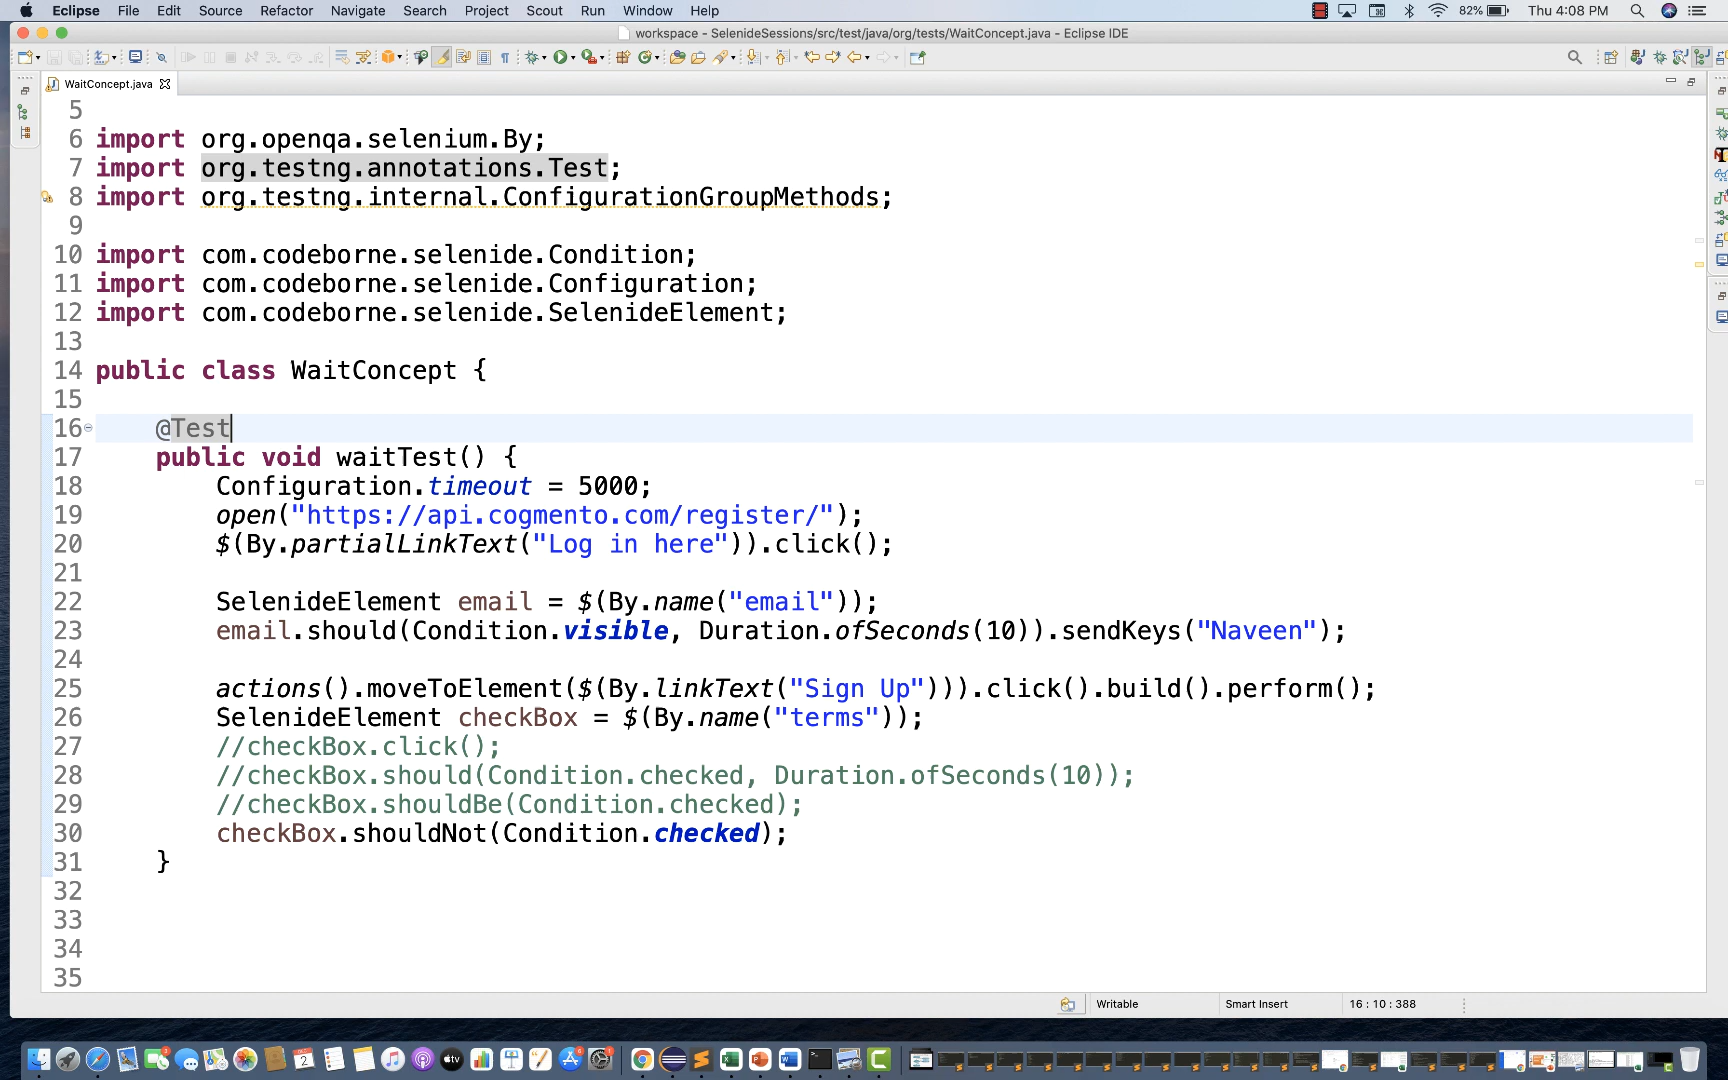 Eclipse File Edit Source Refactor Navigate Search Project Scout Run Window Help 82% Thu 4:08 PM
workspace - SelenideSessions/src/test/java/org/tests/WaitConcept.java - Eclipse IDE
WaitConcept.java
5
6 import org.openqa.selenium.By;
7 import org.testng.annotations.Test;
8 import org.testng.internal.ConfigurationGroupMethods;
9
10 import com.codeborne.selenide.Condition;
11 import com.codeborne.selenide.Configuration;
12 import com.codeborne.selenide.SelenideElement;
13
14 public class WaitConcept {
15
16 @Test
17 public void waitTest() {
18 Configuration.timeout = 5000;
19 open("https://api.cogmento.com/register/");
20 $(By.partialLinkText("Log in here")).click();
21
22 SelenideElement email = $(By.name("email"));
23 email.should(Condition.visible, Duration.ofSeconds(10)).sendKeys("Naveen");
24
25 actions().moveToElement($(By.linkText("Sign Up"))).click().build().perform();
26 SelenideElement checkBox = $(By.name("terms"));
27 //checkBox.click();
28 //checkBox.should(Condition.checked, Duration.ofSeconds(10));
29 //checkBox.shouldBe(Condition.checked);
30 checkBox.shouldNot(Condition.checked);
31 }
32
33
34
35
Writable Smart Insert 16 : 10 : 388